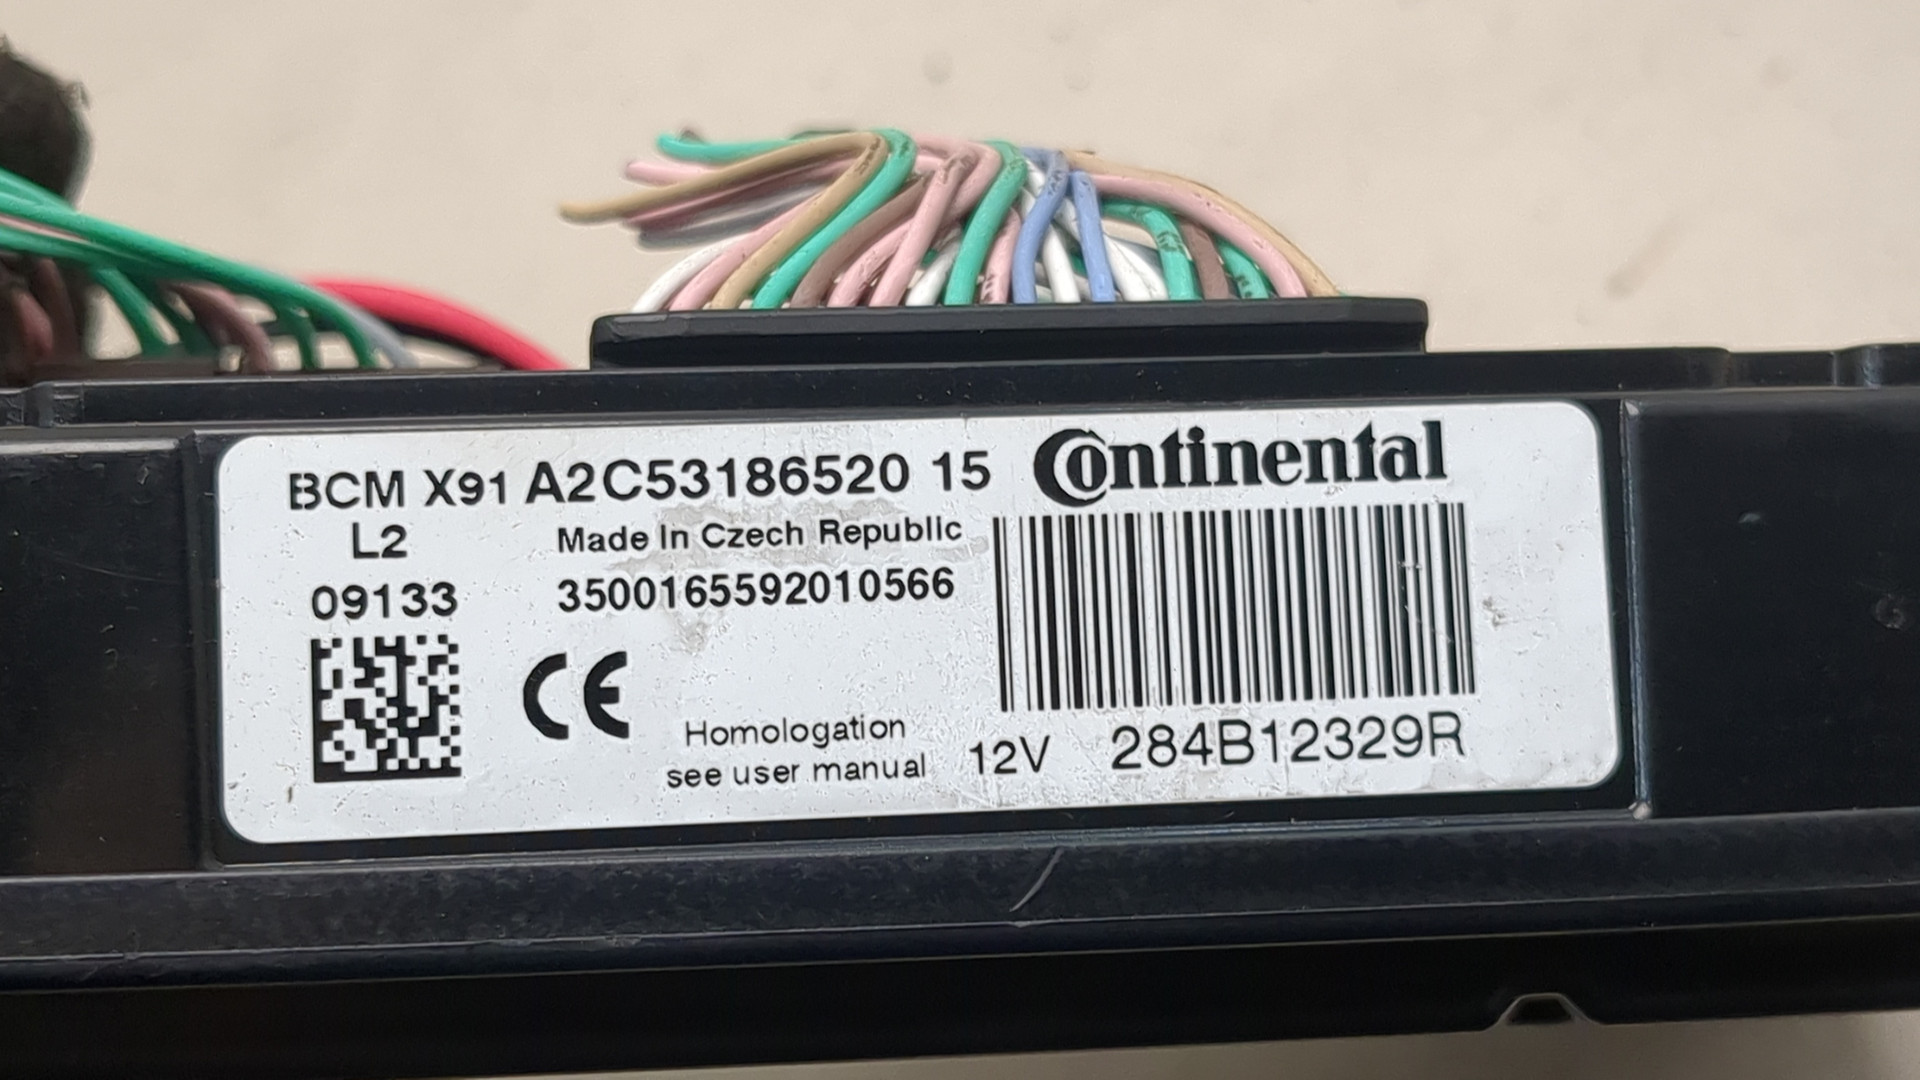 BCM X91 A2C53186520 15 Continental
L2 Made In Czech Republic
09133 3500165592010566
CE
Homologation
see user manual 12V 284B12329R